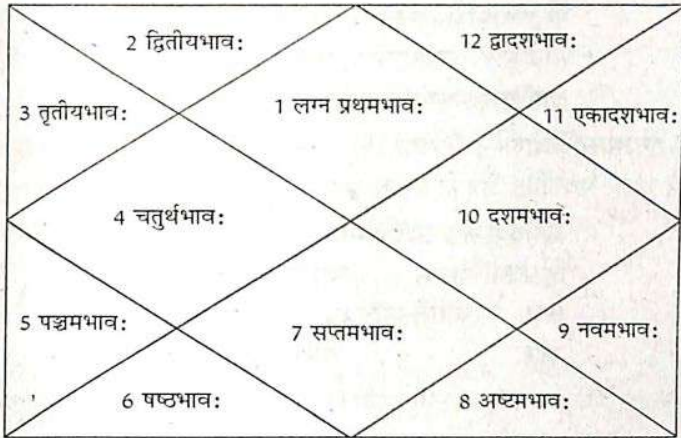 2 द्वितीयभाव:
12 द्वादशभाव:
3 तृतीयभाव:
1 लग्न प्रथमभाव:
11 एकादशभाव:
4 चतुर्थभाव:
10 दशमभाव:
5 पञ्चमभाव:
7 सप्तमभाव:
9 नवमभाव:
6 षष्ठभाव:
8 अष्टमभाव: